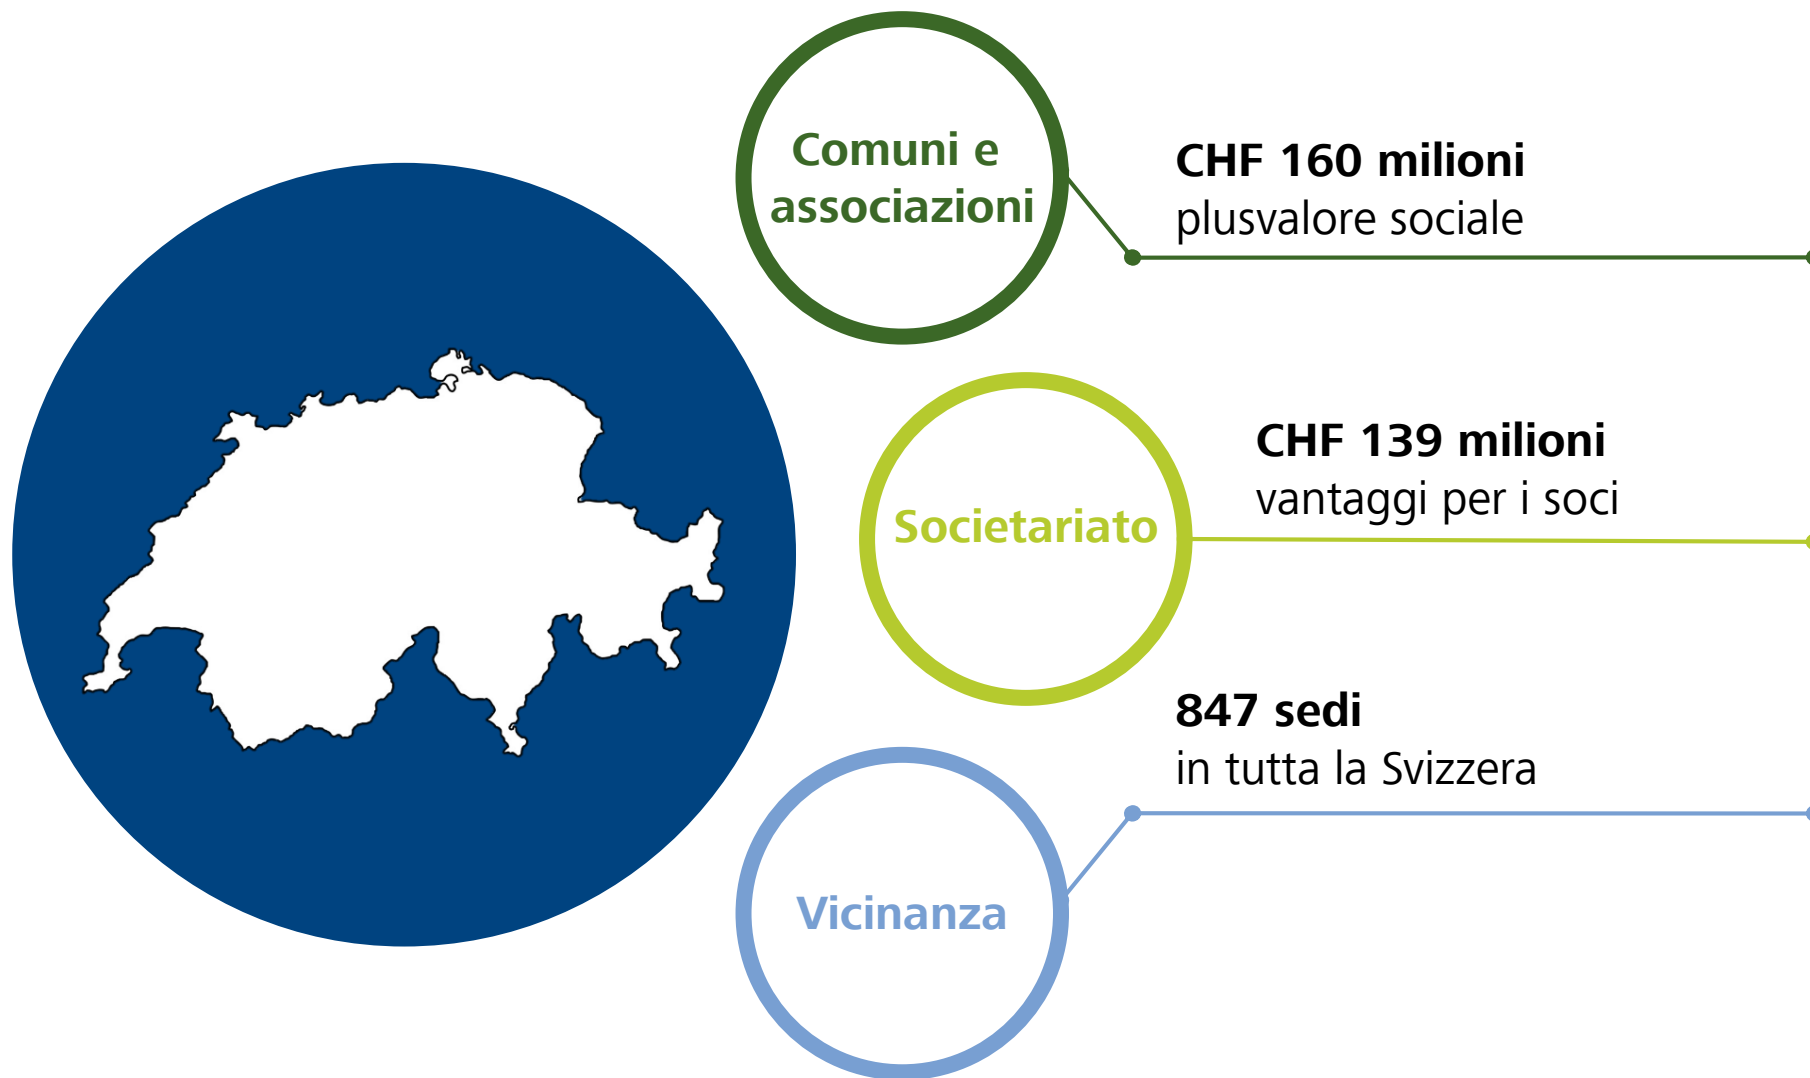 Comuni e
associazioni
CHF 160 milioni
plusvalore sociale
Societariato
CHF 139 milioni
vantaggi per i soci
847 sedi
in tutta la Svizzera
Vicinanza